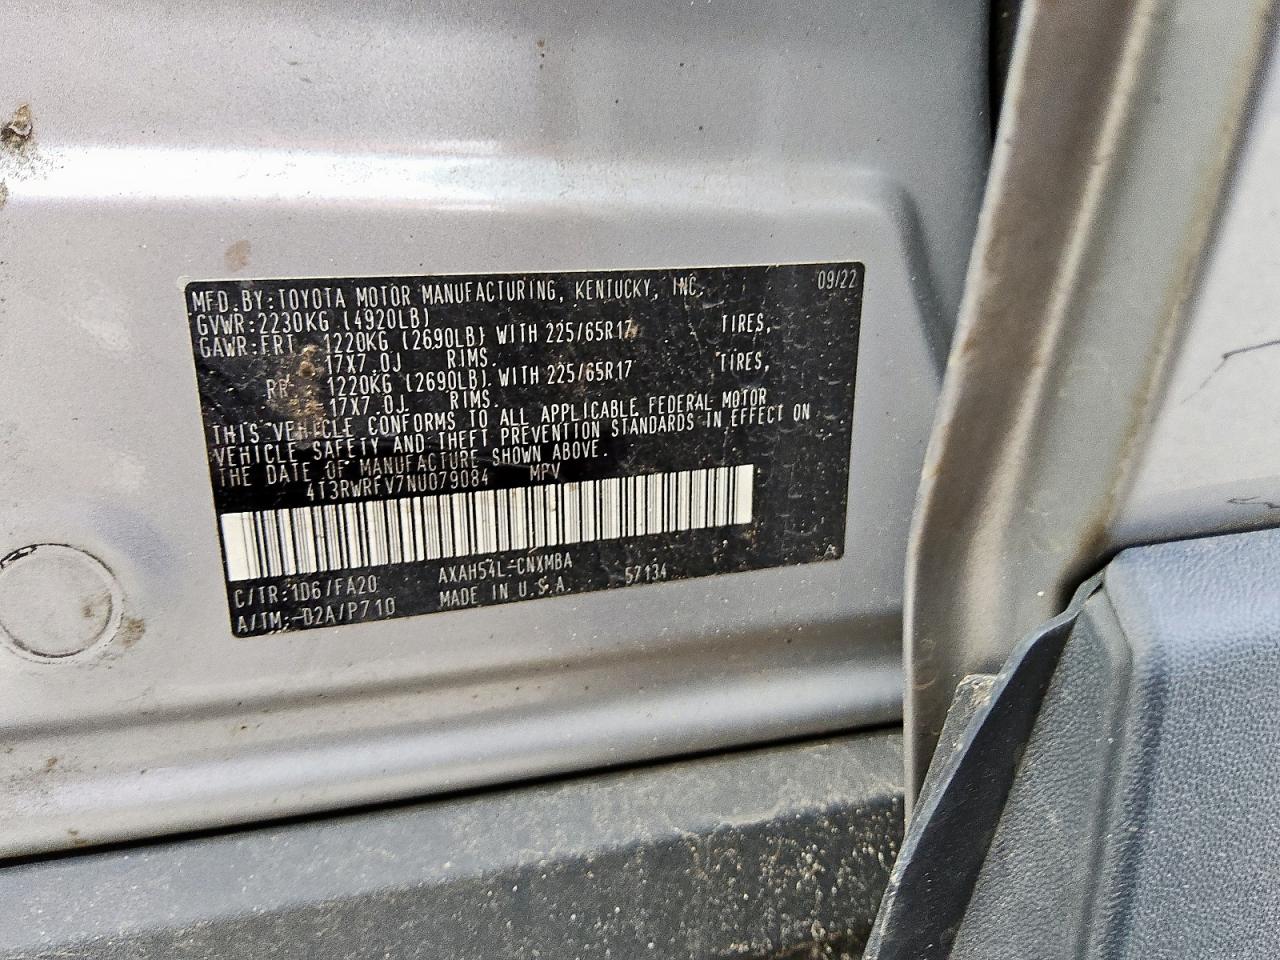 MFD.BY:TOYOTA MOTOR MANUFACTURING, KENTUCKY, INC. 09/22
GVWR:2230KG (4920LB)
GAWR:FRT 1220KG (2690LB) WITH 225/65R17 TIRES,
17X7.0J RIMS
RR 1220KG (2690LB) WITH 225/65R17 TIRES,
17X7.0J RIMS.
THIS VEHICLE CONFORMS TO ALL APPLICABLE FEDERAL MOTOR
VEHICLE SAFETY AND THEFT PREVENTION STANDARDS IN EFFECT ON
THE DATE OF MANUFACTURE SHOWN ABOVE.
4T3RWRFV7NU079084 MPV
C/TR:1D6/FA20 AXAH54L-CNXMBA
A/TM:-02A/P710 MADE IN U.S.A. 57134 A